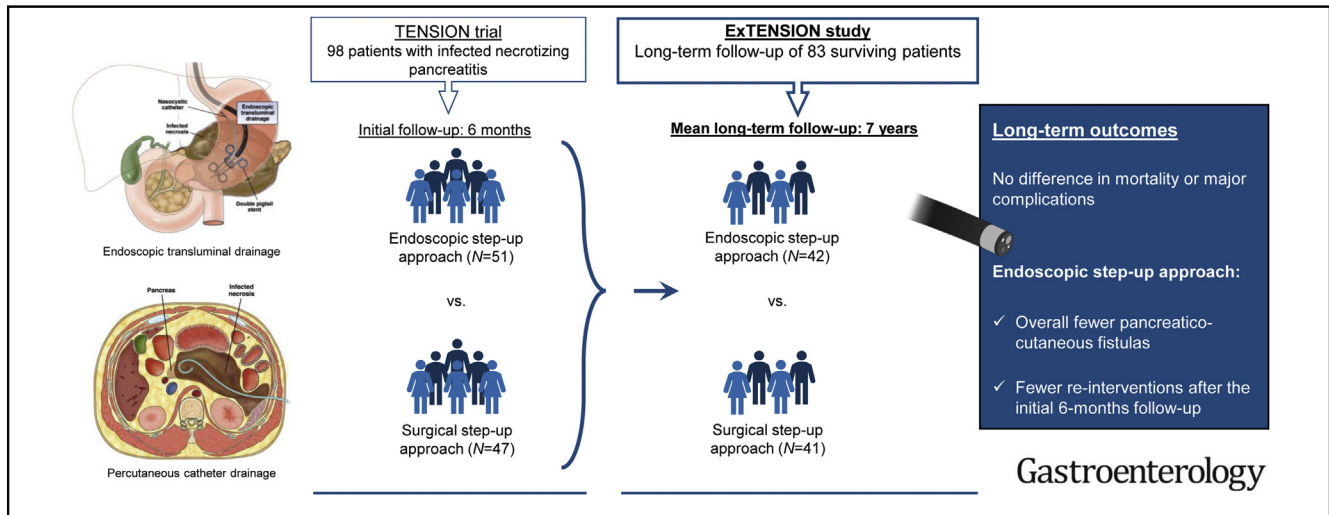 TENSION trial
98 patients with infected necrotizing
pancreatitis
ExTENSION study
Long-term follow-up of 83 surviving patients
Nasocystic
catheter
Endoscopic
transluminal
drainage
Infected
necrosis
Double pigtail
stent
Endoscopic transluminal drainage
Pancreas
Infected
necrosis
Percutaneous catheter drainage
Initial follow-up: 6 months
Endoscopic step-up
approach (N=51)
vs.
Surgical step-up
approach (N=47)
Mean long-term follow-up: 7 years
Endoscopic step-up
approach (N=42)
vs.
Surgical step-up
approach (N=41)
Long-term outcomes
No difference in mortality or major
complications
Endoscopic step-up approach:
✓ Overall fewer pancreatico-
cutaneous fistulas
✓ Fewer re-interventions after the
initial 6-months follow-up
Gastroenterology